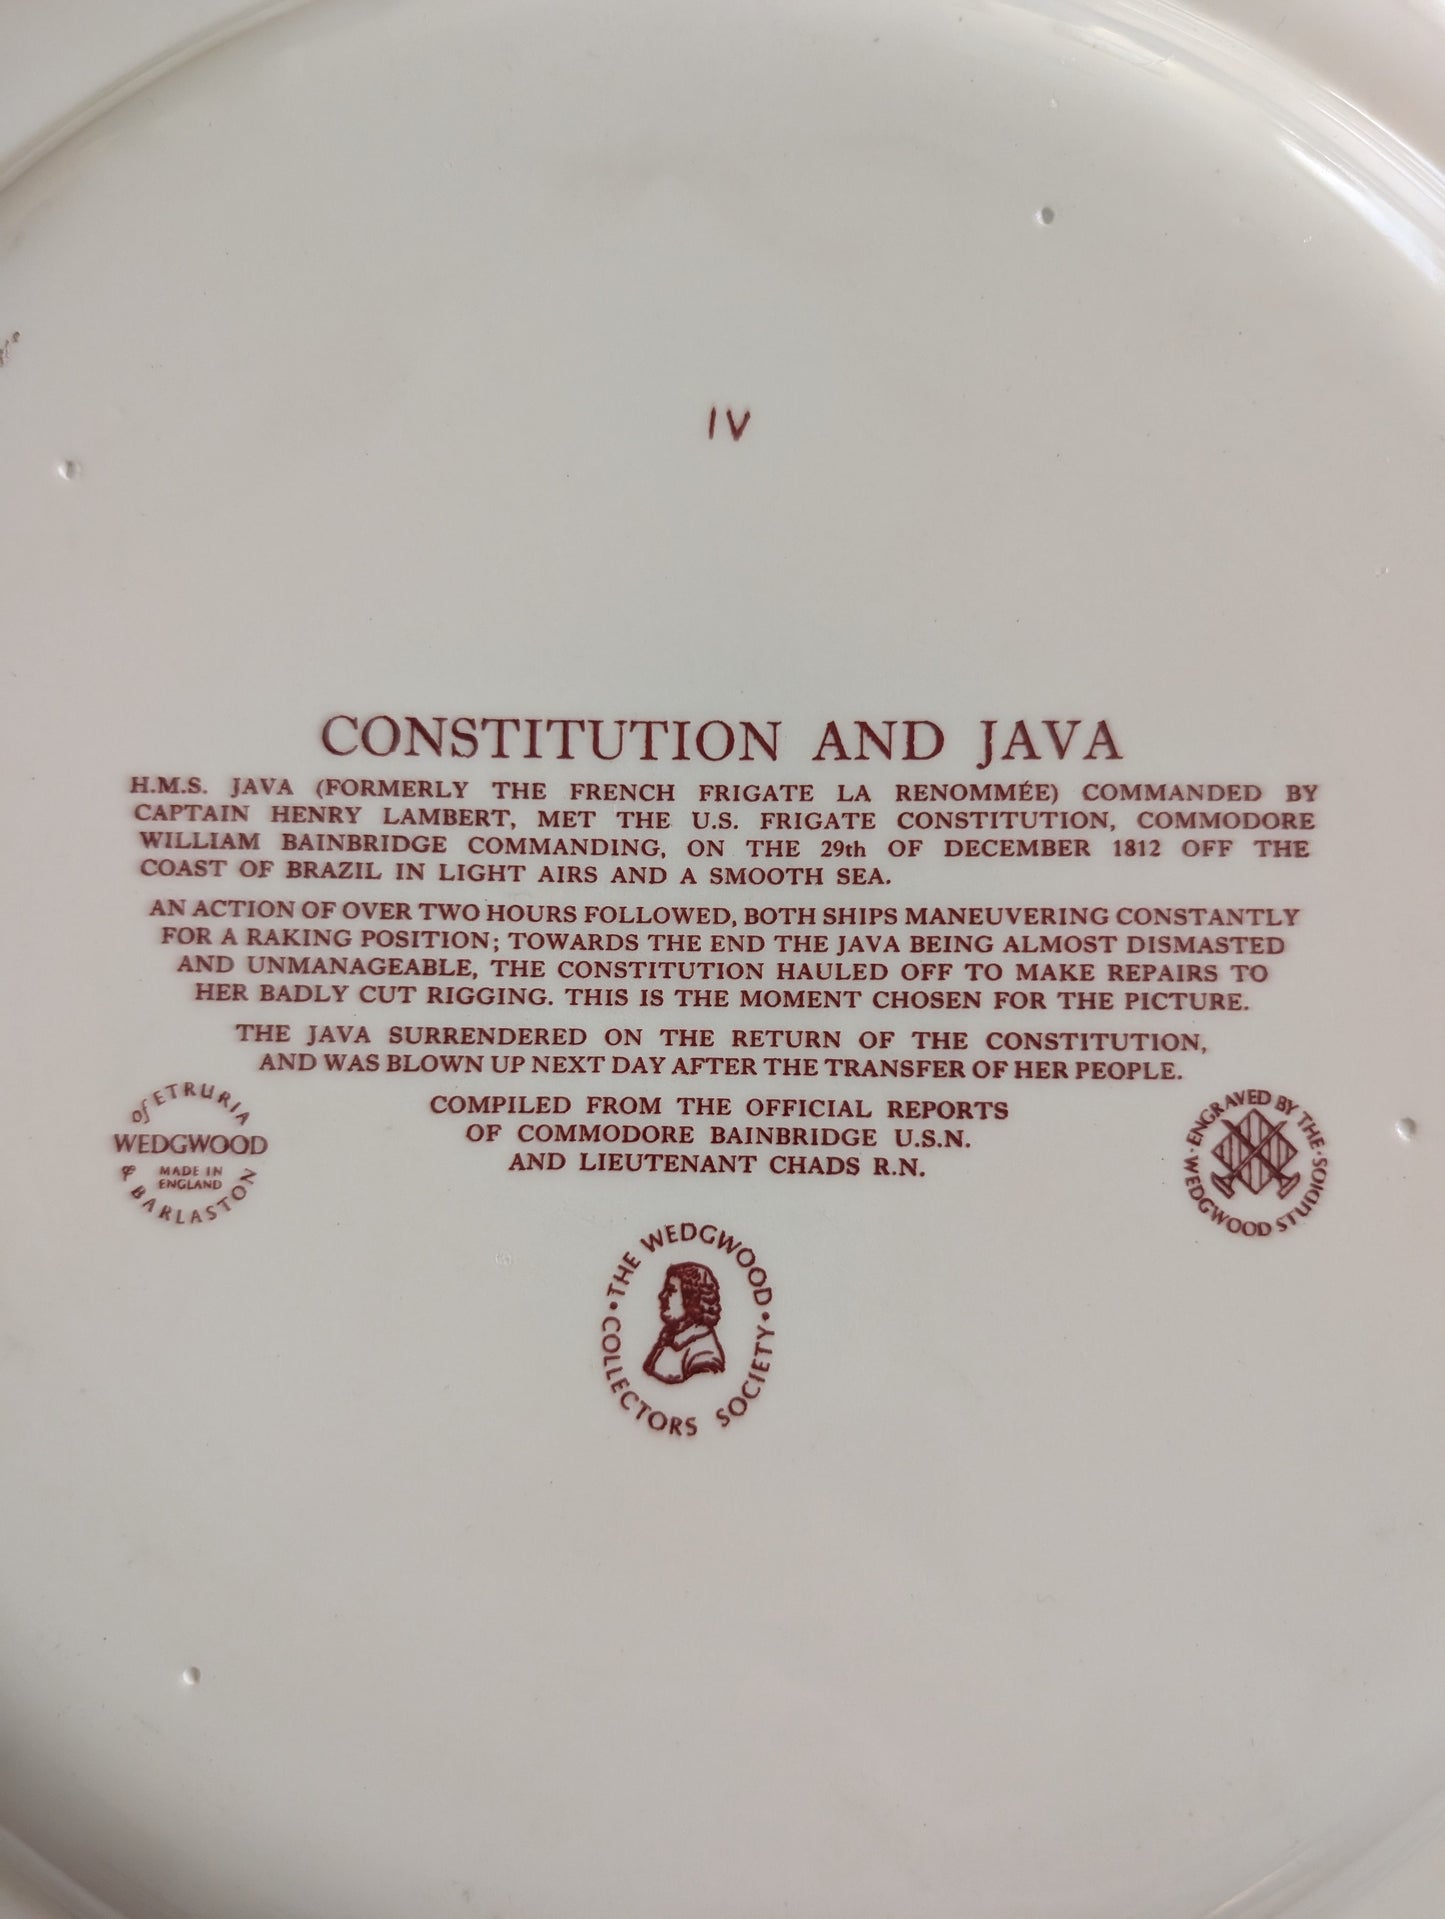 IV
CONSTITUTION AND JAVA
H.M.S. JAVA (FORMERLY THE FRENCH FRIGATE LA RENOMMÉE) COMMANDED BY
CAPTAIN HENRY LAMBERT, MET THE U.S. FRIGATE CONSTITUTION, COMMODORE
WILLIAM BAINBRIDGE COMMANDING, ON THE 29th OF DECEMBER 1812 OFF THE
COAST OF BRAZIL IN LIGHT AIRS AND A SMOOTH SEA.
AN ACTION OF OVER TWO HOURS FOLLOWED, BOTH SHIPS MANEUVERING CONSTANTLY
FOR A RAKING POSITION; TOWARDS THE END THE JAVA BEING ALMOST DISMASTED
AND UNMANAGEABLE, THE CONSTITUTION HAULED OFF TO MAKE REPAIRS TO
HER BADLY CUT RIGGING. THIS IS THE MOMENT CHOSEN FOR THE PICTURE.
THE JAVA SURRENDERED ON THE RETURN OF THE CONSTITUTION,
AND WAS BLOWN UP NEXT DAY AFTER THE TRANSFER OF HER PEOPLE.
COMPILED FROM THE OFFICIAL REPORTS
OF COMMODORE BAINBRIDGE U.S.N.
AND LIEUTENANT CHADS R.N.
of ETRURIA
WEDGWOOD
MADE IN
ENGLAND
& BARLASTON
ENGRAVED BY THE
WEDGWOOD STUDIOS
THE WEDGWOOD
COLLECTORS SOCIETY